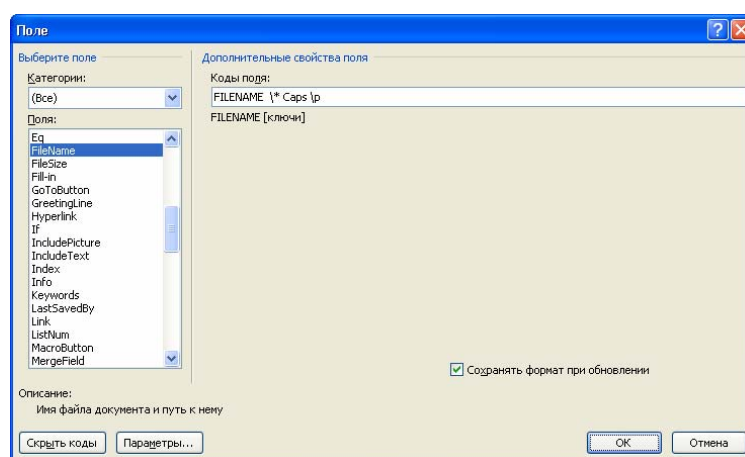 Поле
Выберите поле
Категории:
(Все)
Поля:
Eq
FileName
FileSize
Fill-in
GoToButton
GreetingLine
Hyperlink
If
IncludePicture
IncludeText
Index
Info
Keywords
LastSavedBy
Link
ListNum
MacroButton
MergeField
Дополнительные свойства поля
Коды поля:
FILENAME \* Caps \p
FILENAME [ключи]
Сохранять формат при обновлении
Описание:
Имя файла документа и путь к нему
Скрыть коды Параметры... ОК Отмена